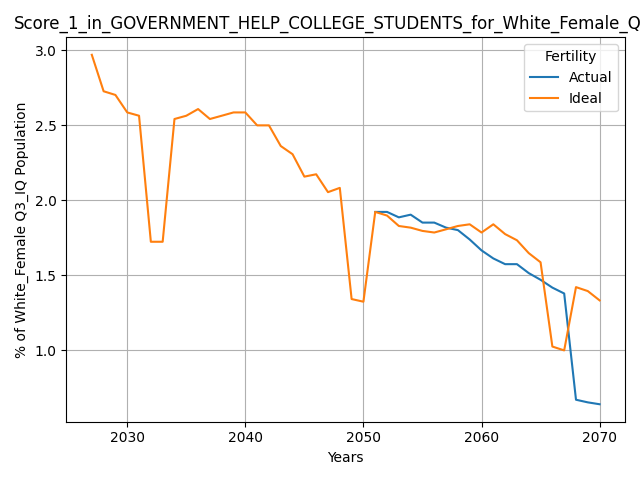 Score_1_in_GOVERNMENT_HELP_COLLEGE_STUDENTS_for_White_Female_Q
Fertility
Actual
Ideal
% of White_Female Q3_IQ Population
3.0
2.5
2.0
1.5
1.0
2030 2040 2050 2060 2070
Years